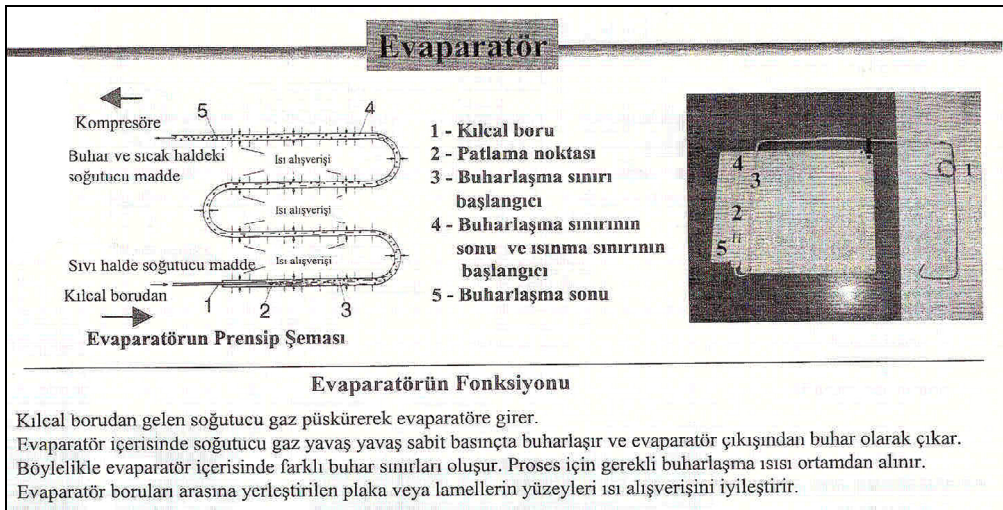 Evaparatör
Kompresöre
5
4
Buhar ve sıcak haldeki
soğutucu madde
Isı alışverişi
Isı alışverişi
Isı alışverişi
Sıvı halde soğutucu madde
Kılcal borudan
1
2
3
Evaparatörun Prensip Şeması
1 - Kılcal boru
2 - Patlama noktası
3 - Buharlaşma sınırı
başlangıcı
4 - Buharlaşma sınırının
sonu ve ısınma sınırının
başlangıcı
5 - Buharlaşma sonu
4
3
2
5
1
1
Evaparatörün Fonksiyonu
Kılcal borudan gelen soğutucu gaz püskürerek evaparatöre girer.
Evaparatör içerisinde soğutucu gaz yavaş yavaş sabit basınçta buharlaşır ve evaparatör çıkışından buhar olarak çıkar.
Böylelikle evaparatör içerisinde farklı buhar sınırları oluşur. Proses için gerekli buharlaşma ısısı ortamdan alınır.
Evaparatör boruları arasına yerleştirilen plaka veya lamellerin yüzeyleri ısı alışverişini iyileştirir.